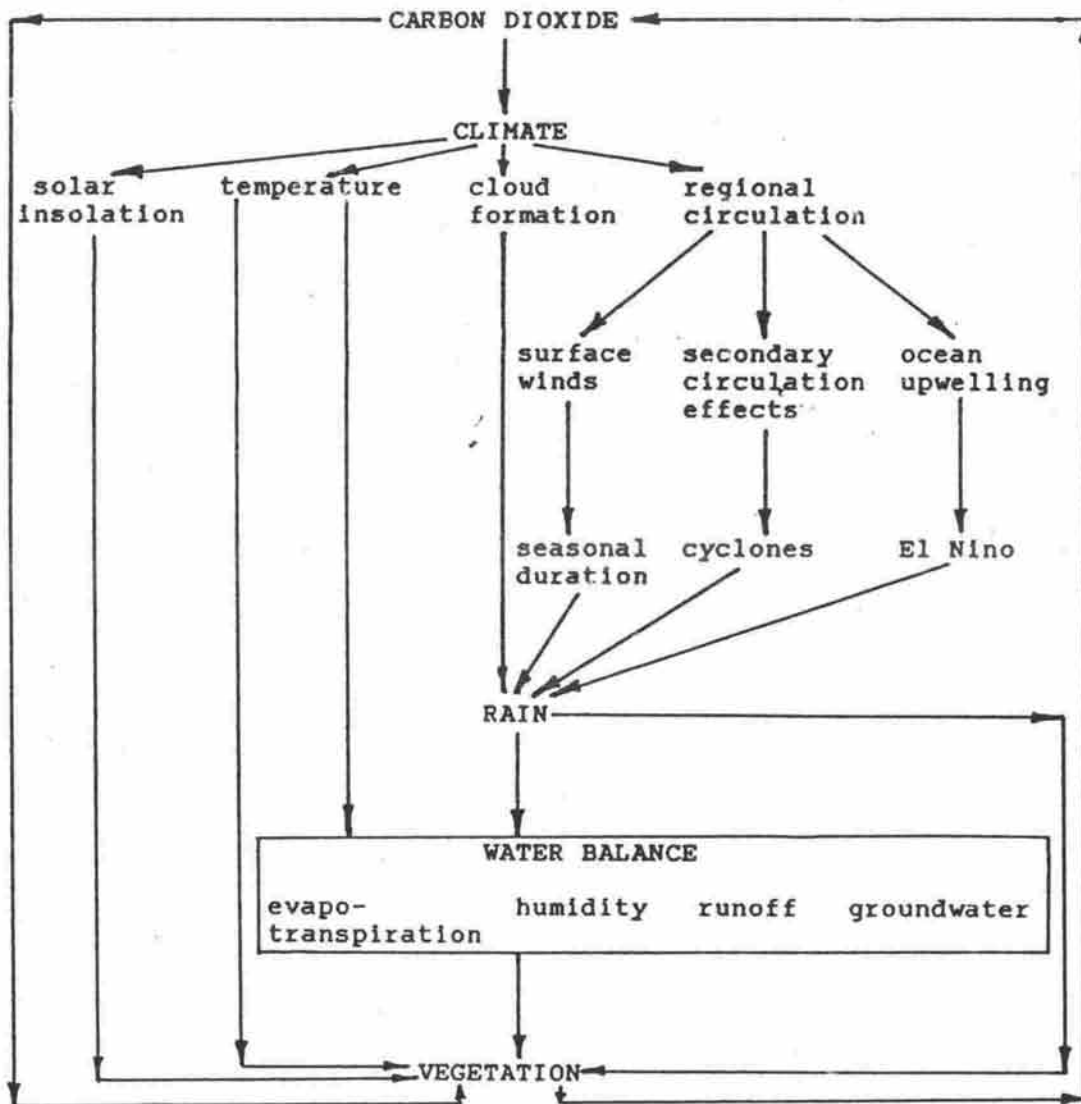 CARBON DIOXIDE
CLIMATE
solar
insolation
temperature
cloud
formation
regional
circulation
surface
winds
secondary
circulation
effects
ocean
upwelling
seasonal
duration
cyclones
El Nino
RAIN
WATER BALANCE
evapo-
transpiration
humidity
runoff
groundwater
VEGETATION